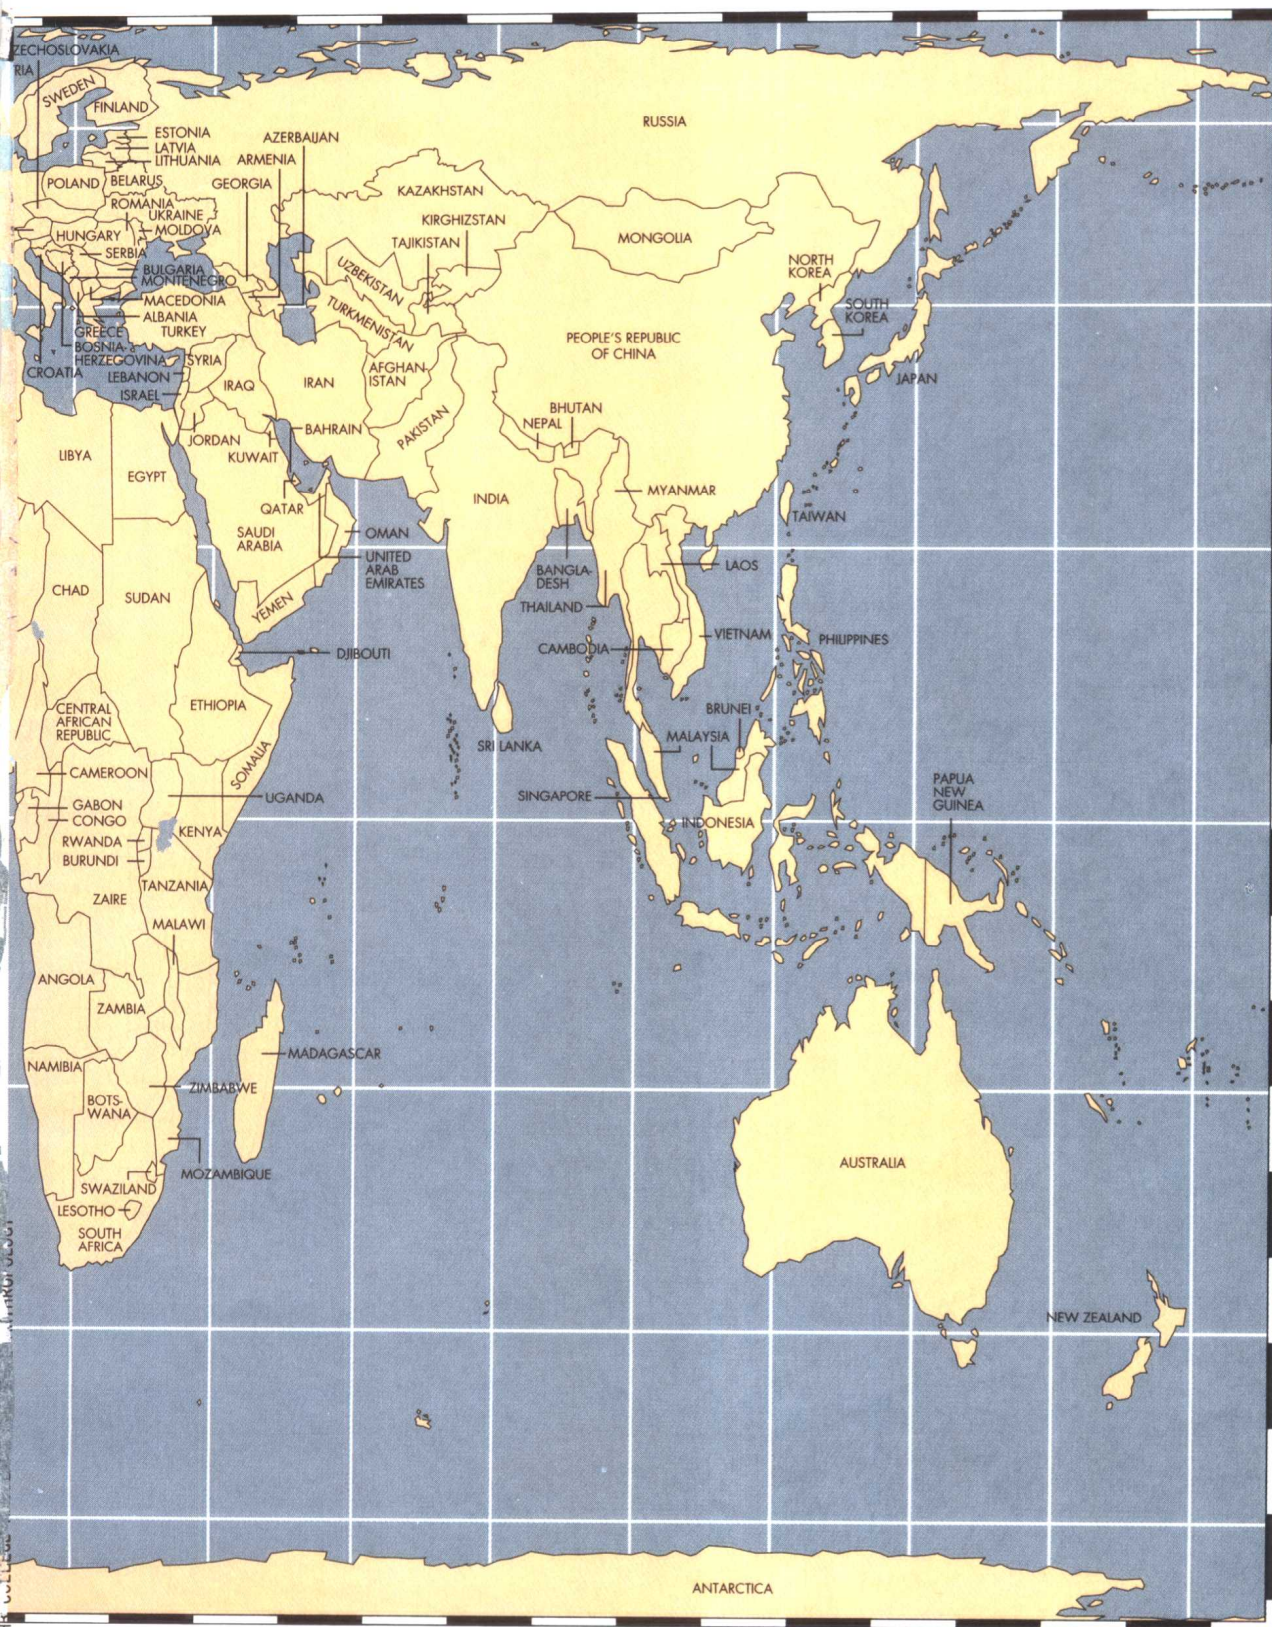 ZECHOSLOVAKIA
RIA
SWEDEN
FINLAND
RUSSIA
ESTONIA
LATVIA
LITHUANIA
AZERBAIJAN
ARMENIA
GEORGIA
POLAND
BELARUS
ROMANIA
UKRAINE
MOLDOVA
HUNGARY
SERBIA
BULGARIA
MONTENEGRO
MACEDONIA
ALBANIA
GREECE
TURKEY
BOSNIA-
HERZEGOVINA
CROATIA
KAZAKHSTAN
KIRGHIZSTAN
TAJIKISTAN
UZBEKISTAN
TURKMENISTAN
MONGOLIA
NORTH
KOREA
SOUTH
KOREA
PEOPLE'S REPUBLIC
OF CHINA
JAPAN
SYRIA
LEBANON
ISRAEL
IRAQ
IRAN
AFGHAN-
ISTAN
PAKISTAN
JORDAN
KUWAIT
BAHRAIN
NEPAL
BHUTAN
LIBYA
EGYPT
QATAR
SAUDI
ARABIA
OMAN
UNITED
ARAB
EMIRATES
YEMEN
INDIA
MYANMAR
TAIWAN
BANGLA-
DESH
LAOS
THAILAND
CAMBODIA
VIETNAM
PHILIPPINES
CHAD
SUDAN
DJIBOUTI
ETHIOPIA
CENTRAL
AFRICAN
REPUBLIC
SOMALIA
SRI LANKA
BRUNEI
MALAYSIA
SINGAPORE
INDONESIA
PAPUA
NEW
GUINEA
CAMEROON
UGANDA
GABON
CONGO
KENYA
RWANDA
BURUNDI
TANZANIA
ZAIRE
MALAWI
ANGOLA
ZAMBIA
MADAGASCAR
NAMIBIA
ZIMBABWE
BOTS-
WANA
MOZAMBIQUE
SWAZILAND
LESOTHO
SOUTH
AFRICA
AUSTRALIA
NEW ZEALAND
ANTARCTICA